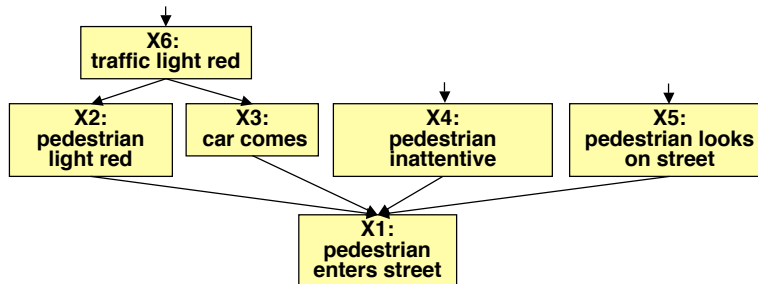 X6:
traffic light red
X2:
pedestrian
light red
X3:
car comes
X4:
pedestrian
inattentive
X5:
pedestrian looks
on street
X1:
pedestrian
enters street